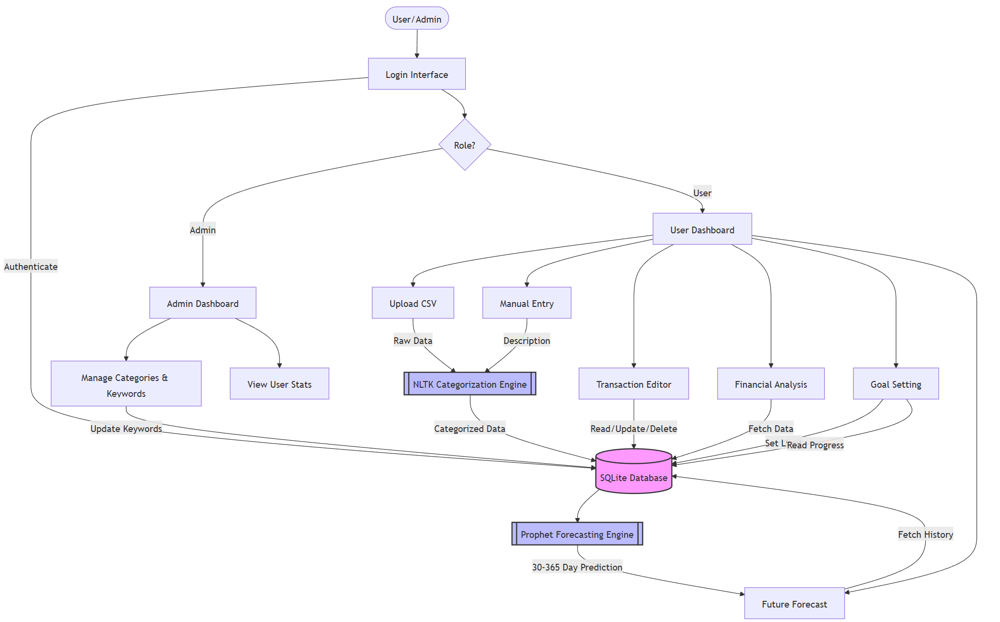 User/Admin
Login Interface
Role?
User
Admin
User Dashboard
Authenticate
Admin Dashboard
Upload CSV
Manual Entry
Raw Data
Description
Manage Categories &
Keywords
View User Stats
NLTK Categorization Engine
Transaction Editor
Financial Analysis
Goal Setting
Update Keywords
Categorized Data
Read/Update/Delete
Fetch Data
Set
Read Progress
SQLite Database
Prophet Forecasting Engine
Fetch History
30-365 Day Prediction
Future Forecast